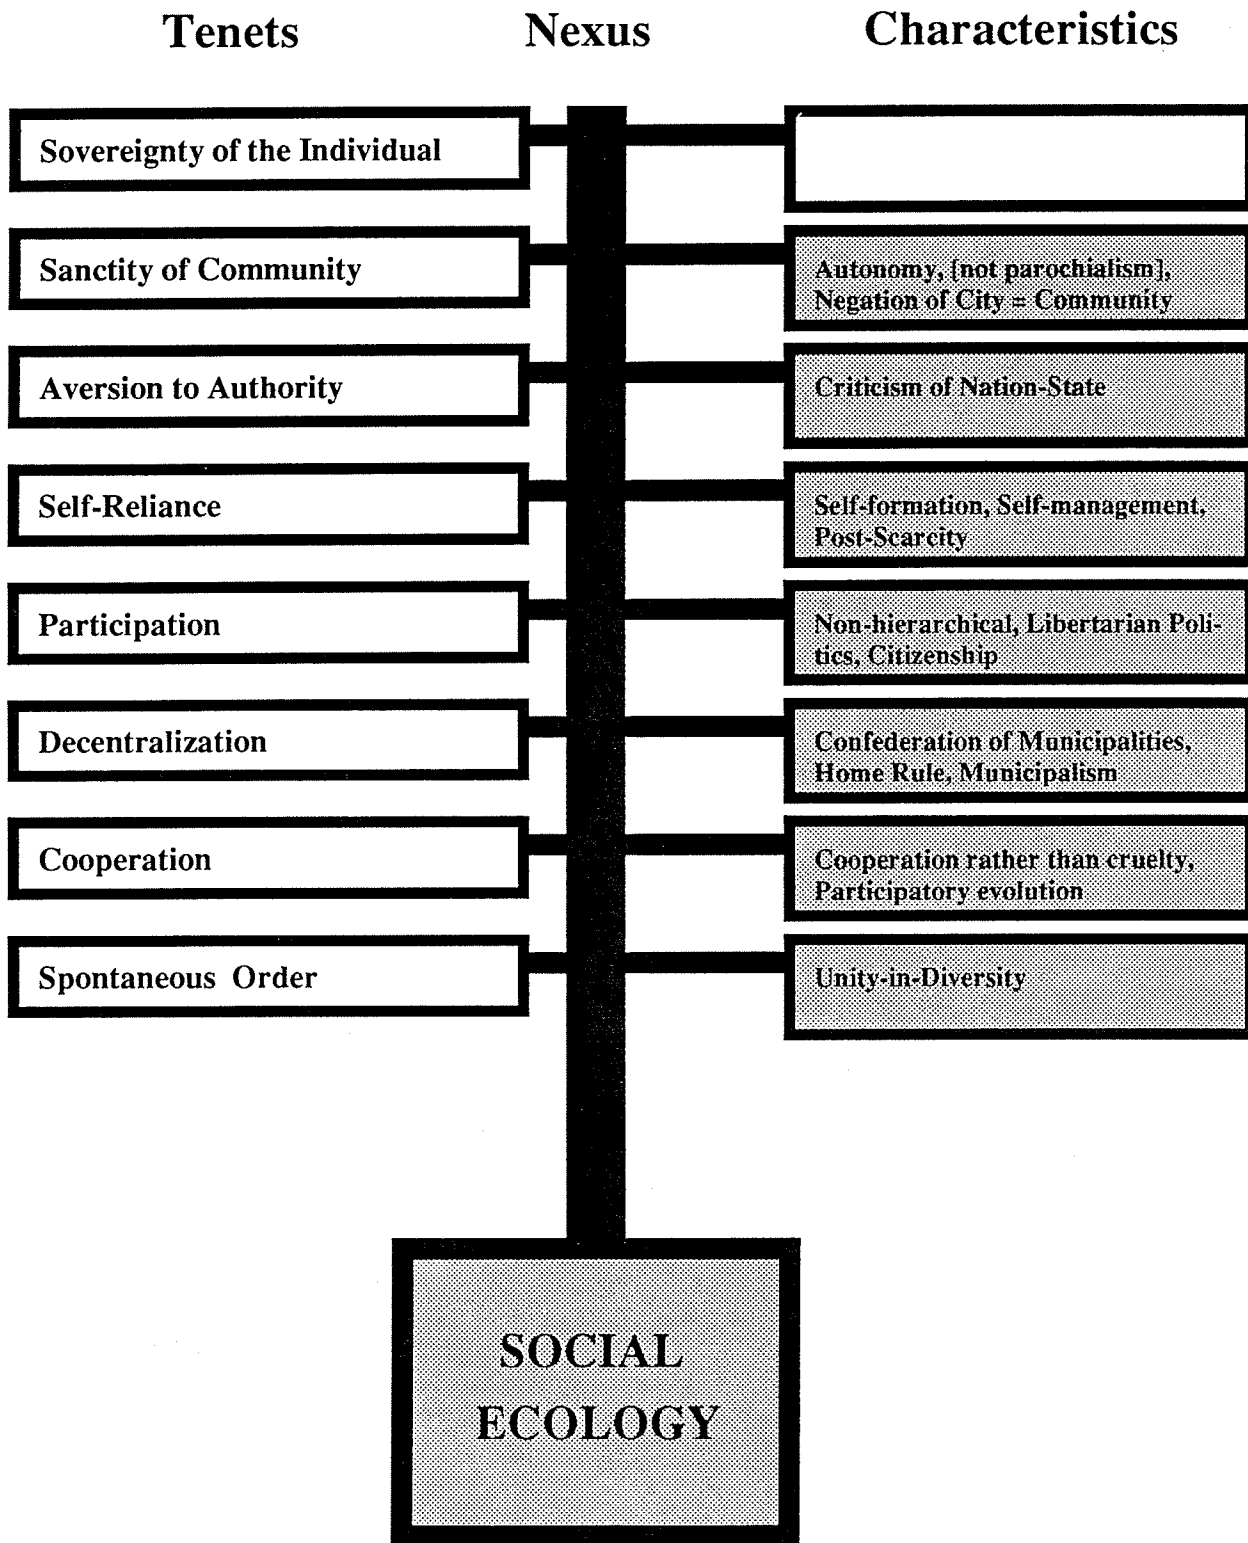 Tenets Nexus Characteristics
Sovereignty of the Individual
Sanctity of Community
Autonomy, [not parochialism],
Negation of City = Community
Aversion to Authority
Criticism of Nation-State
Self-Reliance
Self-formation, Self-management,
Post-Scarcity
Participation
Non-hierarchical, Libertarian Poli-
tics, Citizenship
Decentralization
Confederation of Municipalities,
Home Rule, Municipalism
Cooperation
Cooperation rather than cruelty,
Participatory evolution
Spontaneous Order
Unity-in-Diversity
SOCIAL
ECOLOGY